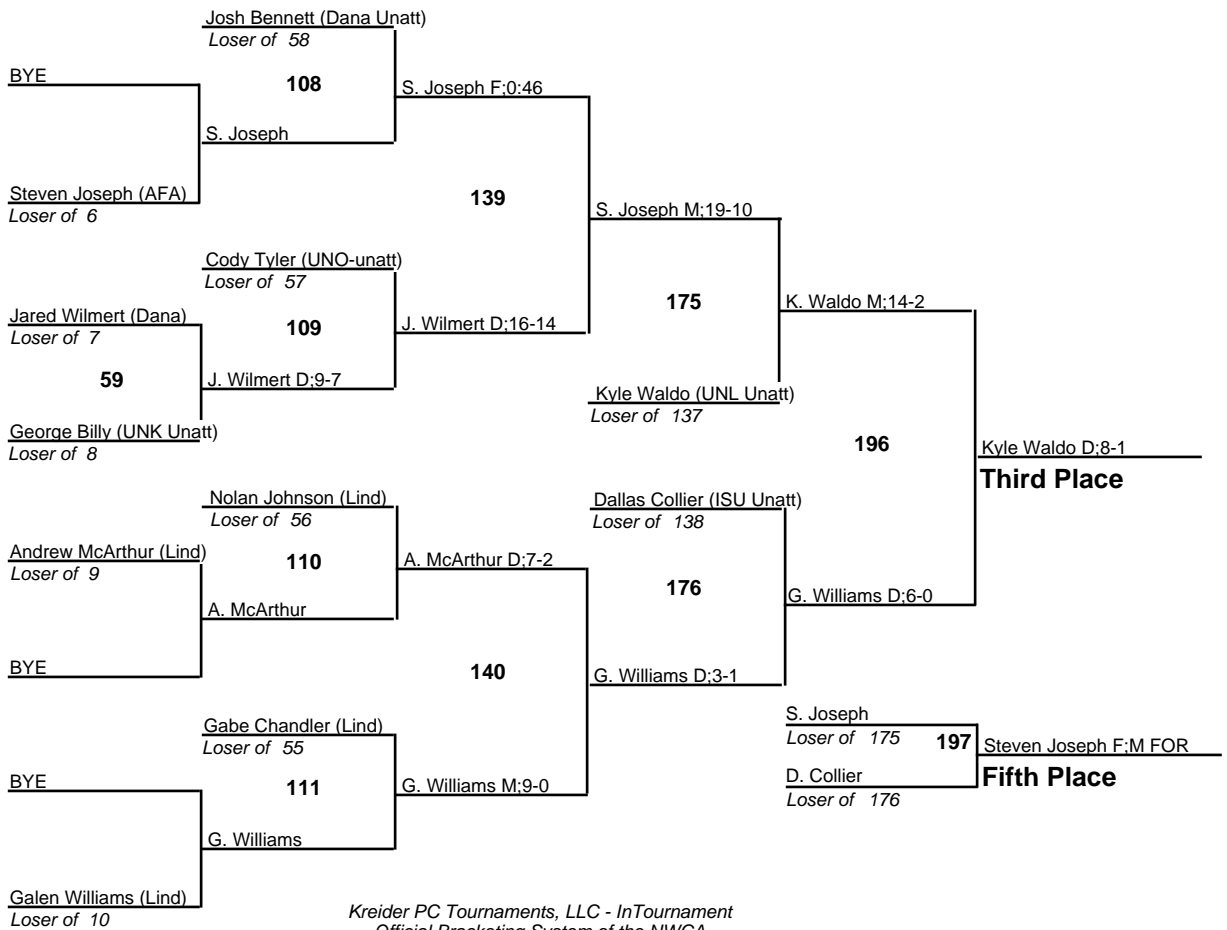 Josh Bennett (Dana Unatt)
Loser of 58
BYE
108
S. Joseph F;0:46
S. Joseph
Steven Joseph (AFA)
Loser of 6
139
S. Joseph M;19-10
Cody Tyler (UNO-unatt)
Loser of 57
Jared Wilmert (Dana)
Loser of 7
109
J. Wilmert D;16-14
175
K. Waldo M;14-2
59
J. Wilmert D;9-7
Kyle Waldo (UNL Unatt)
Loser of 137
George Billy (UNK Unatt)
Loser of 8
196
Kyle Waldo D;8-1
Third Place
Nolan Johnson (Lind)
Loser of 56
Dallas Collier (ISU Unatt)
Loser of 138
Andrew McArthur (Lind)
Loser of 9
110
A. McArthur D;7-2
176
G. Williams D;6-0
A. McArthur
BYE
140
G. Williams D;3-1
Gabe Chandler (Lind)
Loser of 55
S. Joseph
Loser of 175
197
Steven Joseph F;M FOR
Fifth Place
D. Collier
Loser of 176
BYE
111
G. Williams M;9-0
G. Williams
Galen Williams (Lind)
Loser of 10
Kreider PC Tournaments, LLC - InTournament
Official Bracketing System of the NWCA